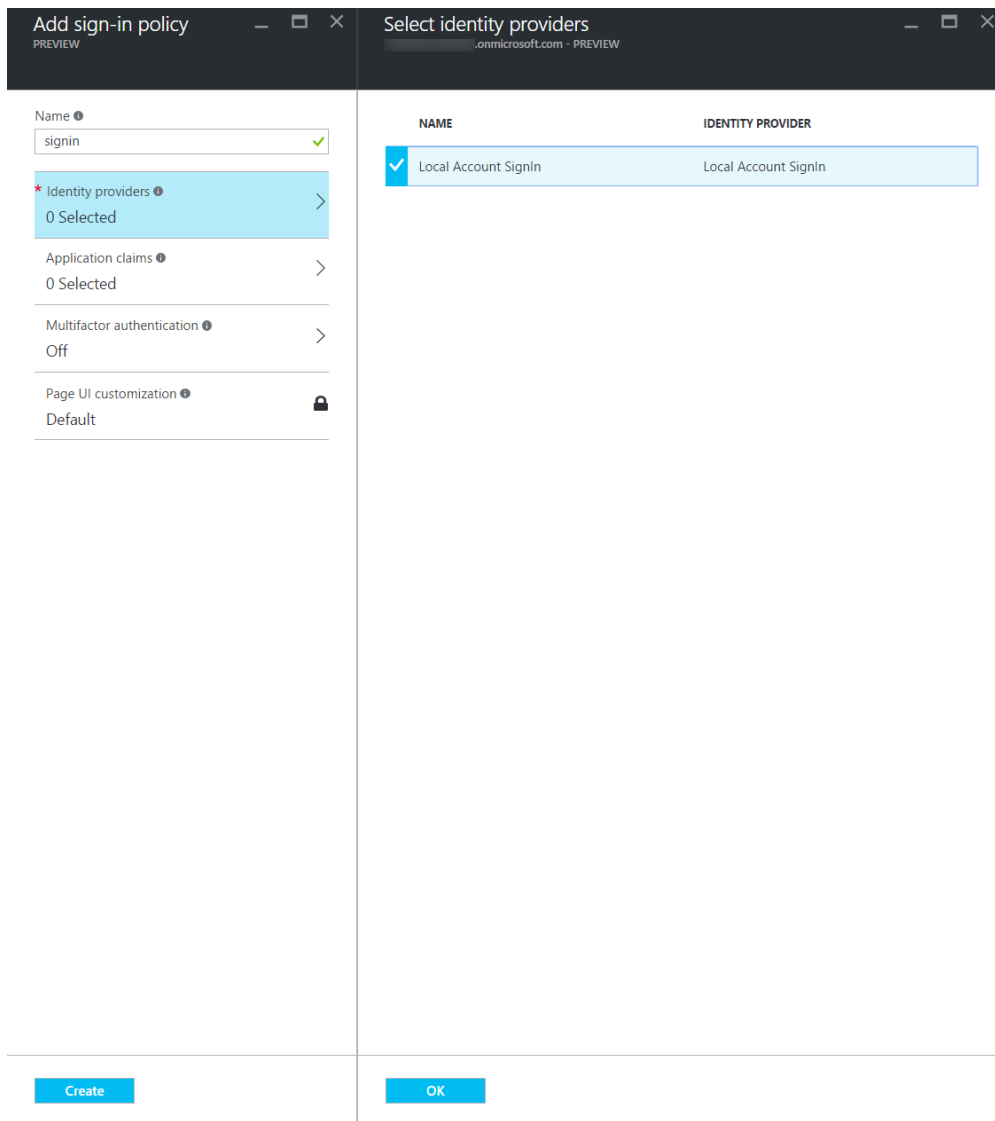 Add sign-in policy
PREVIEW
Name
signin
* Identity providers
0 Selected
Application claims
0 Selected
Multifactor authentication
Off
Page UI customization
Default
Create
Select identity providers
.onmicrosoft.com - PREVIEW
NAME IDENTITY PROVIDER
Local Account SignIn Local Account SignIn
OK